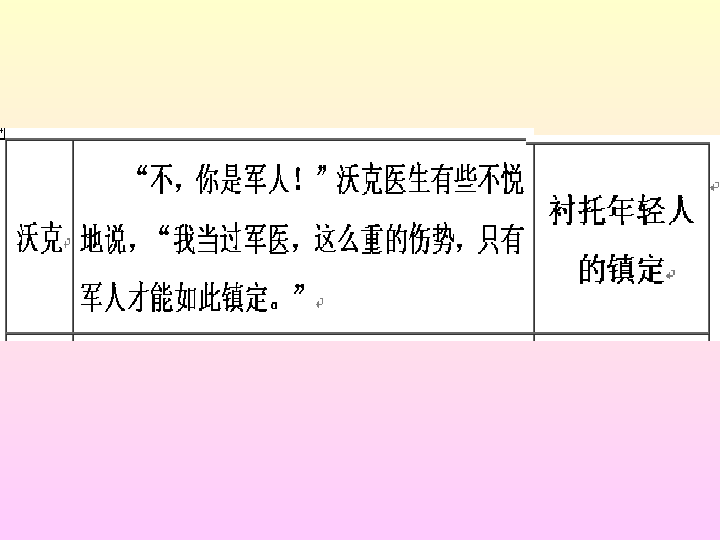 沃克
“不，你是军人！”沃克医生有些不悦
地说，“我当过军医，这么重的伤势，只有
军人才能如此镇定。”
衬托年轻人
的镇定